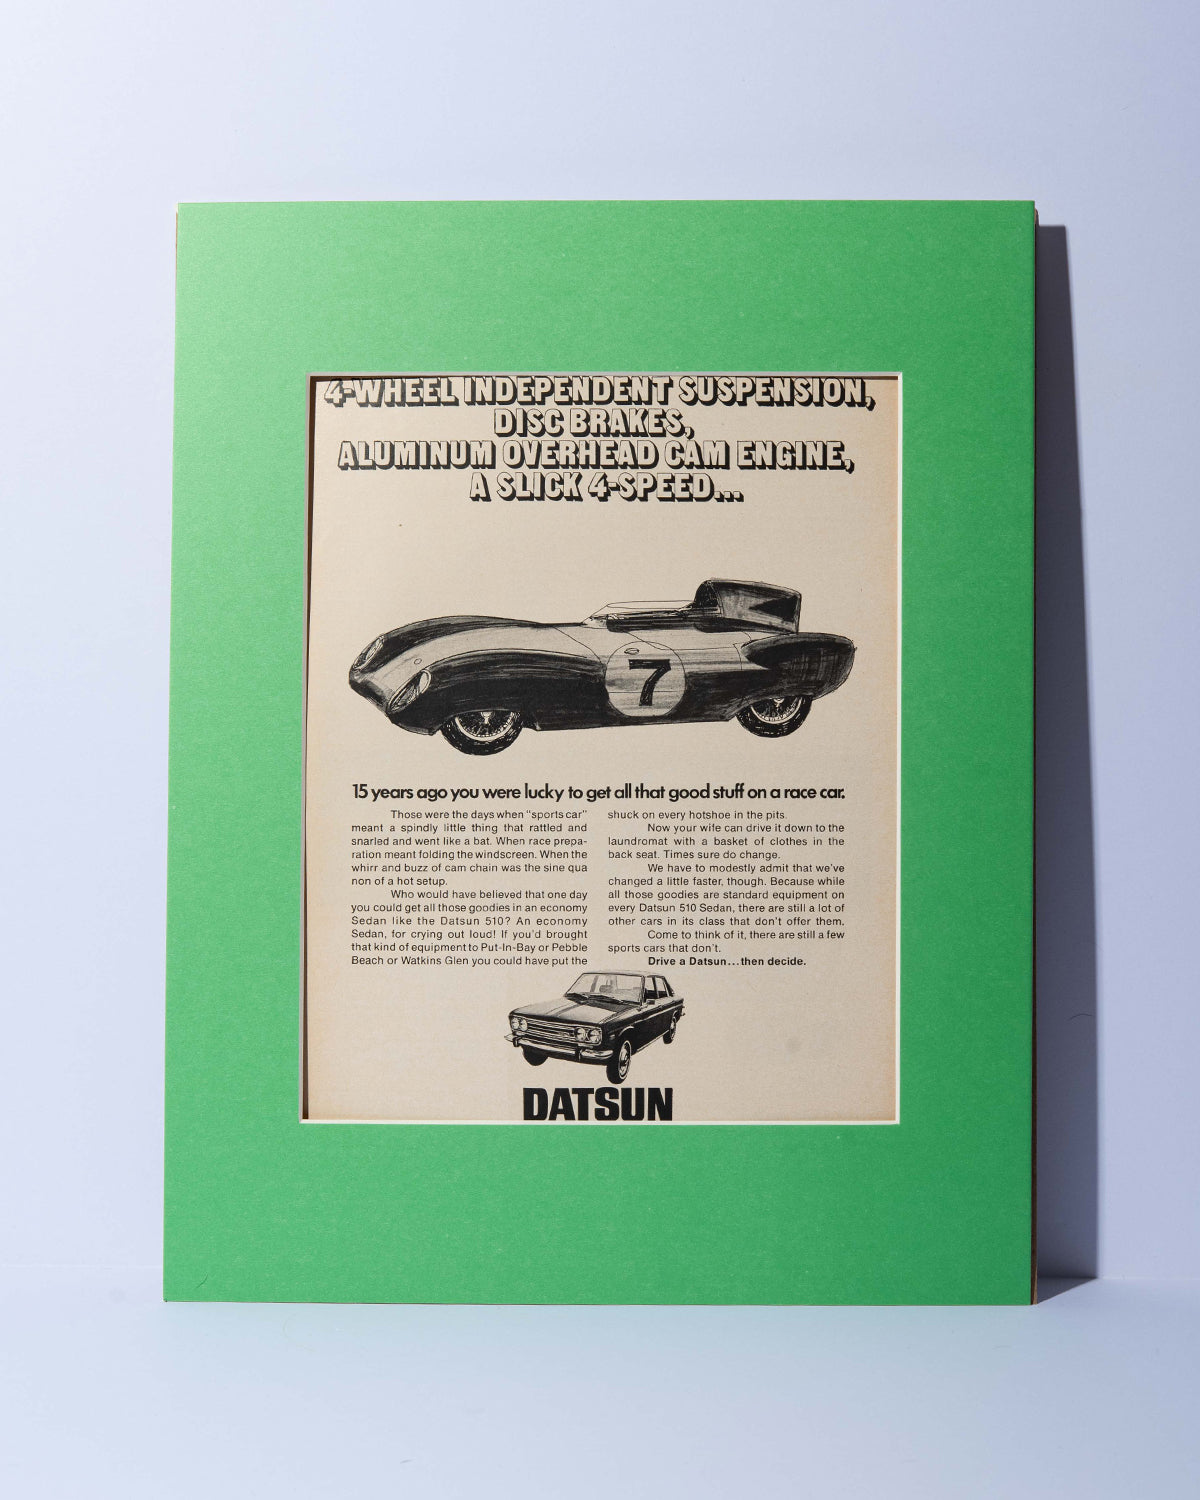 4-WHEEL INDEPENDENT SUSPENSION,
DISC BRAKES,
ALUMINUM OVERHEAD CAM ENGINE,
A SLICK 4-SPEED...
7
15 years ago you were lucky to get all that good stuff on a race car.
Those were the days when "sports car"
meant a spindly little thing that rattled and
snarled and went like a bat. When race prepa-
ration meant folding the windscreen. When the
whirr and buzz of cam chain was the sine qua
non of a hot setup.
Who would have believed that one day
you could get all those goodies in an economy
Sedan like the Datsun 510? An economy
Sedan, for crying out loud! If you'd brought
that kind of equipment to Put-In-Bay or Pebble
Beach or Watkins Glen you could have put the
shuck on every hotshoe in the pits.
Now your wife can drive it down to the
laundromat with a basket of clothes in the
back seat. Times sure do change.
We have to modestly admit that we've
changed a little faster, though. Because while
all those goodies are standard equipment on
every Datsun 510 Sedan, there are still a lot of
other cars in its class that don't offer them.
Come to think of it, there are still a few
sports cars that don't.
Drive a Datsun...then decide.
DATSUN